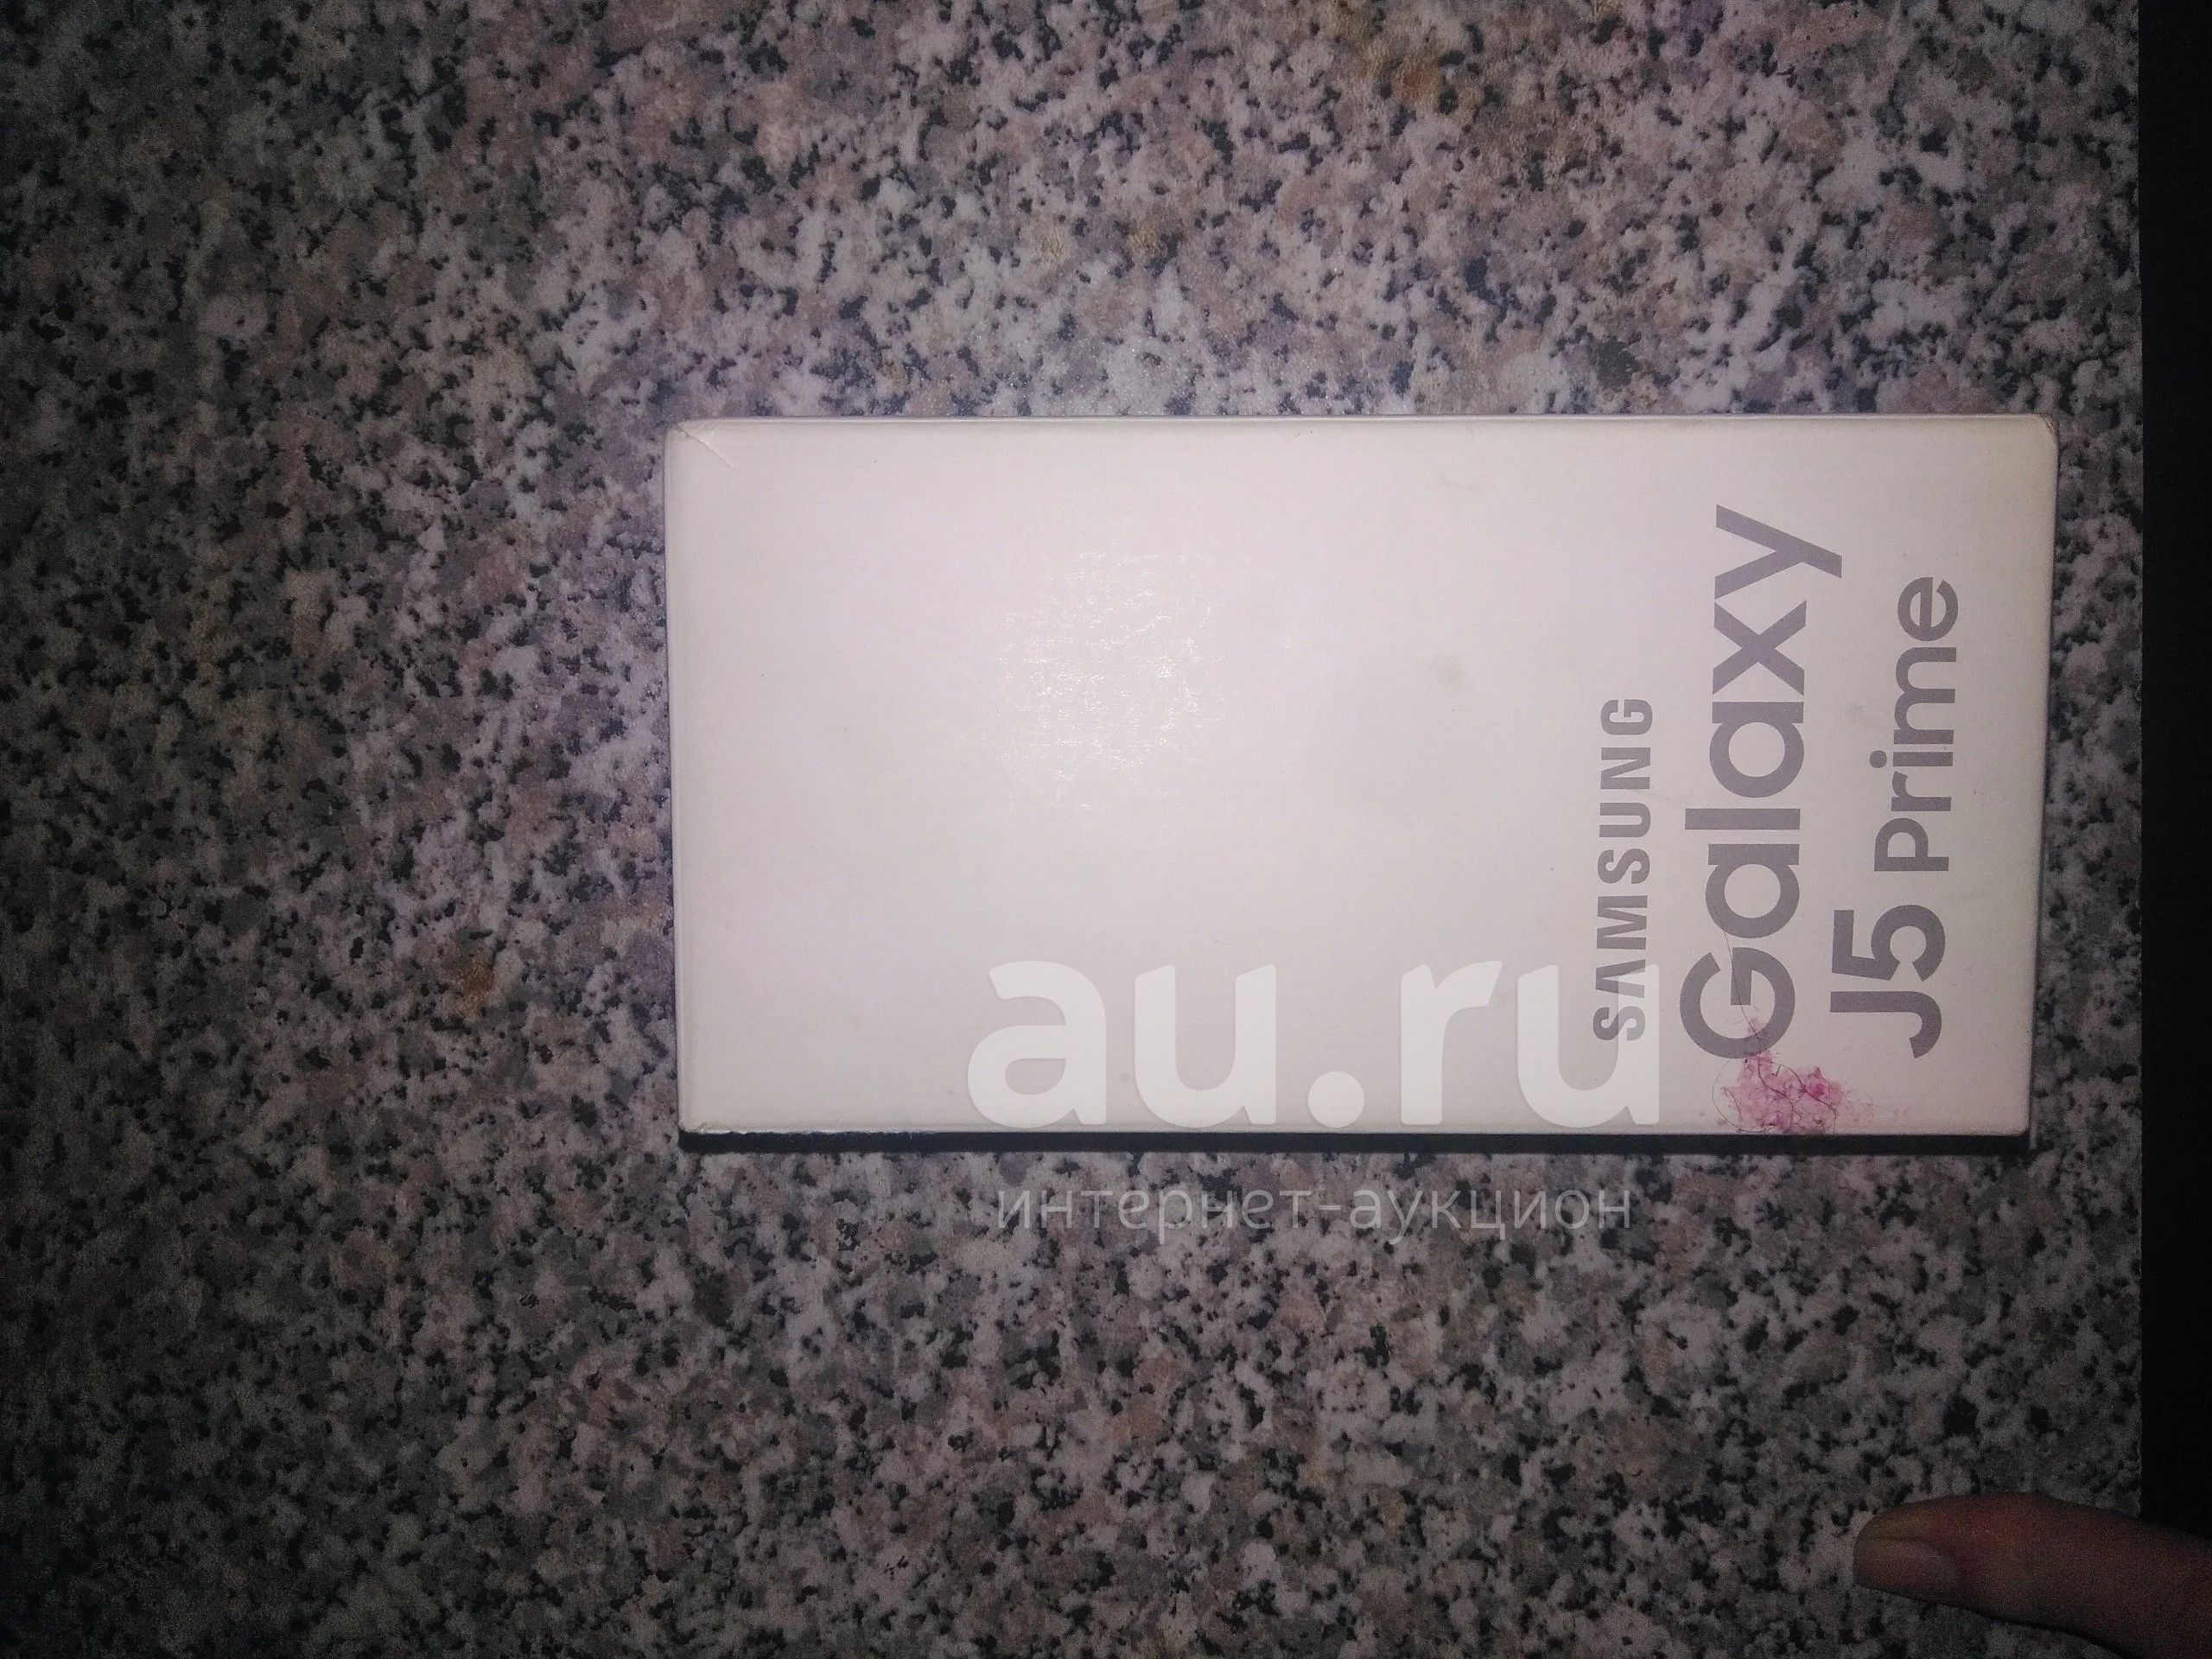 SAMSUNG
Galaxy
J5 Prime
au.ru
интернет-аукцион